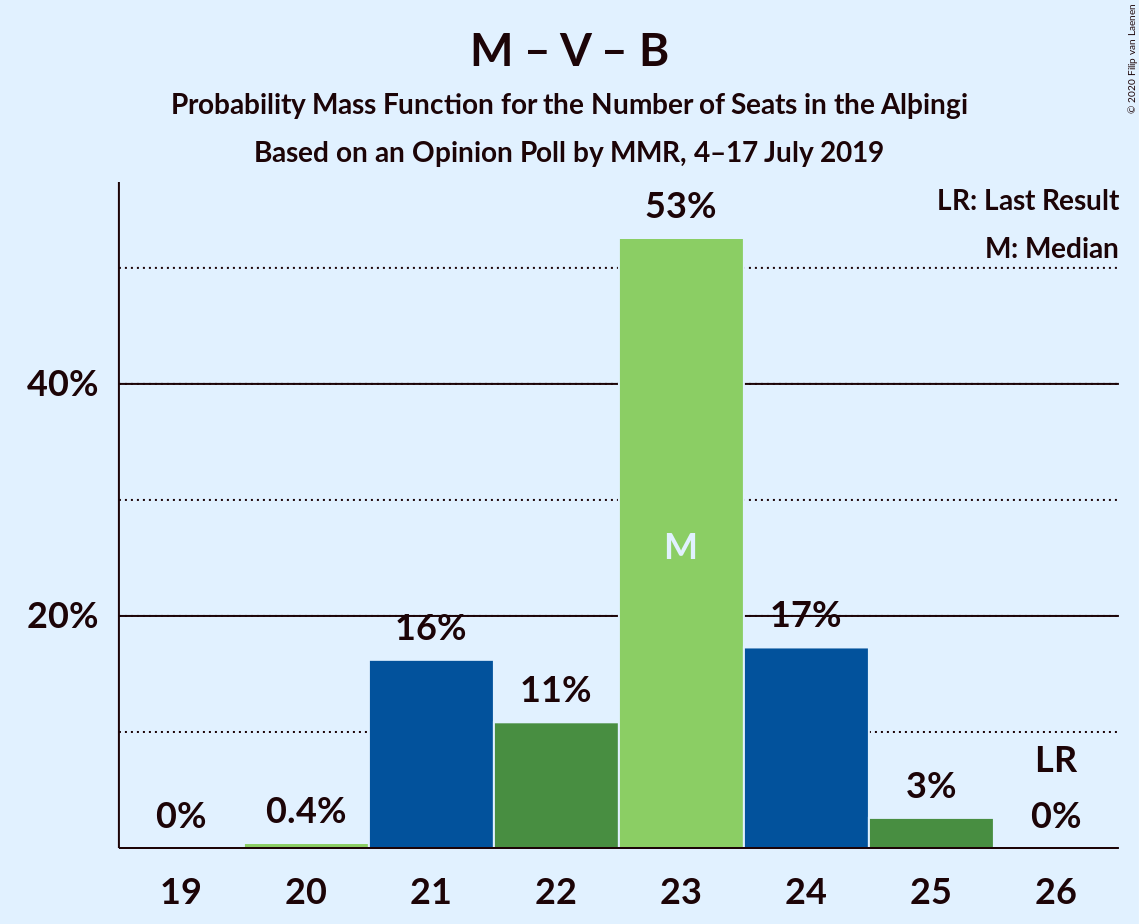 M – V – B
Probability Mass Function for the Number of Seats in the Alþingi
Based on an Opinion Poll by MMR, 4–17 July 2019
© 2020 Filip van Laenen
LR: Last Result
M: Median
53%
40%
M
20%
16%
17%
11%
LR
0%
0.4%
3%
0%
19
20
21
22
23
24
25
26